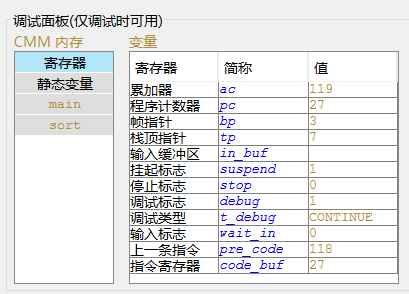 调试面板(仅调试时可用)
CMM 内存
变量
寄存器
静态变量
main
sort
寄存器 简称 值
累加器 ac 119
程序计数器 pc 27
帧指针 bp 3
栈顶指针 tp 7
输入缓冲区 in_buf
挂起标志 suspend 1
停止标志 stop 0
调试标志 debug 1
调试类型 t_debug CONTINUE
输入标志 wait_in 0
上一条指令 pre_code 118
指令寄存器 code_buf 27